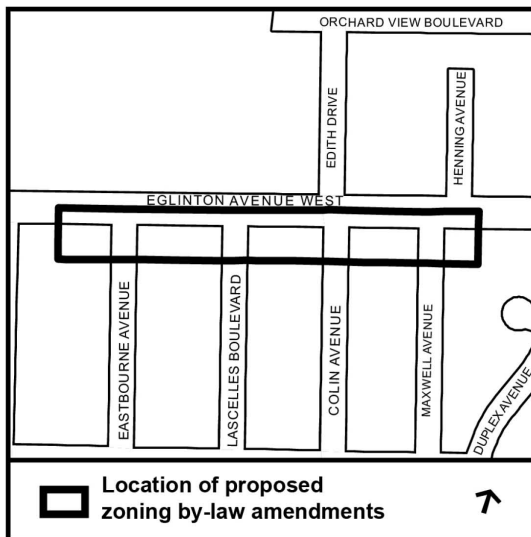 ORCHARD VIEW BOULEVARD
EDITH DRIVE
HENNING AVENUE
EGLINTON AVENUE WEST
EASTBOURNE AVENUE
LASCELLES BOULEVARD
COLIN AVENUE
MAXWELL AVENUE
DUPLEX AVENUE
Location of proposed
zoning by-law amendments